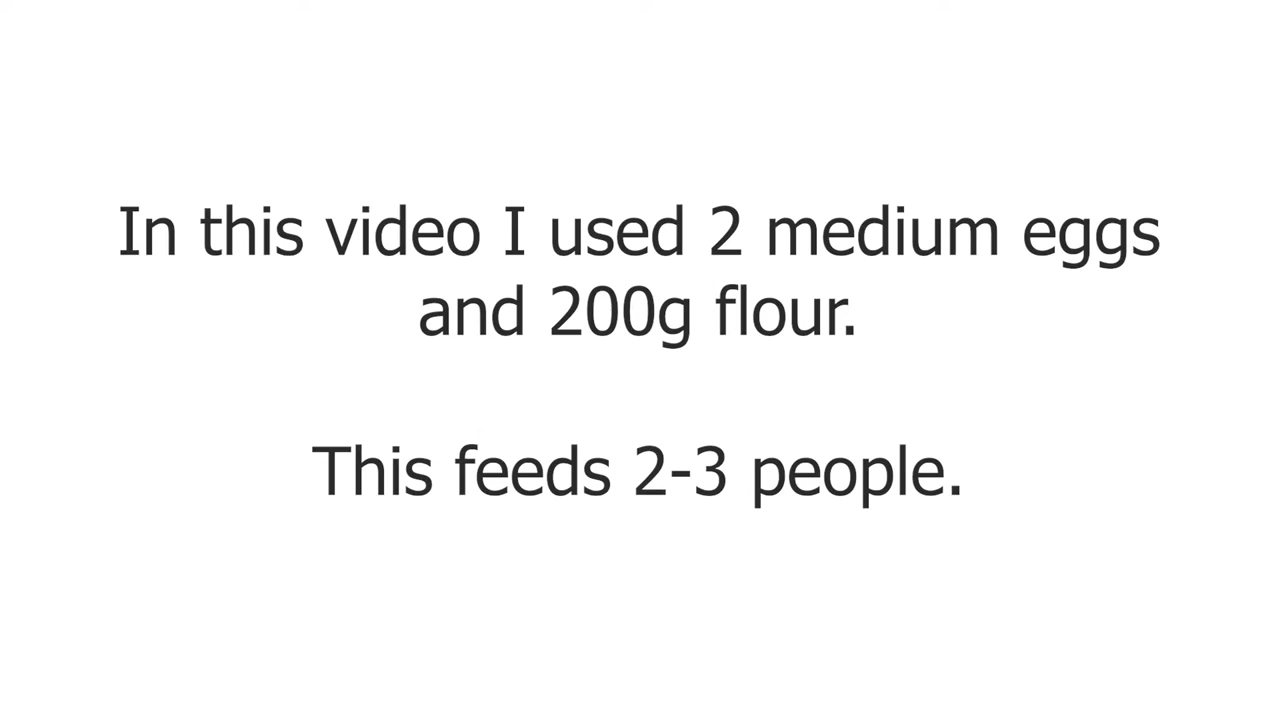 In this video I used 2 medium eggs
and 200g flour.
This feeds 2-3 people.